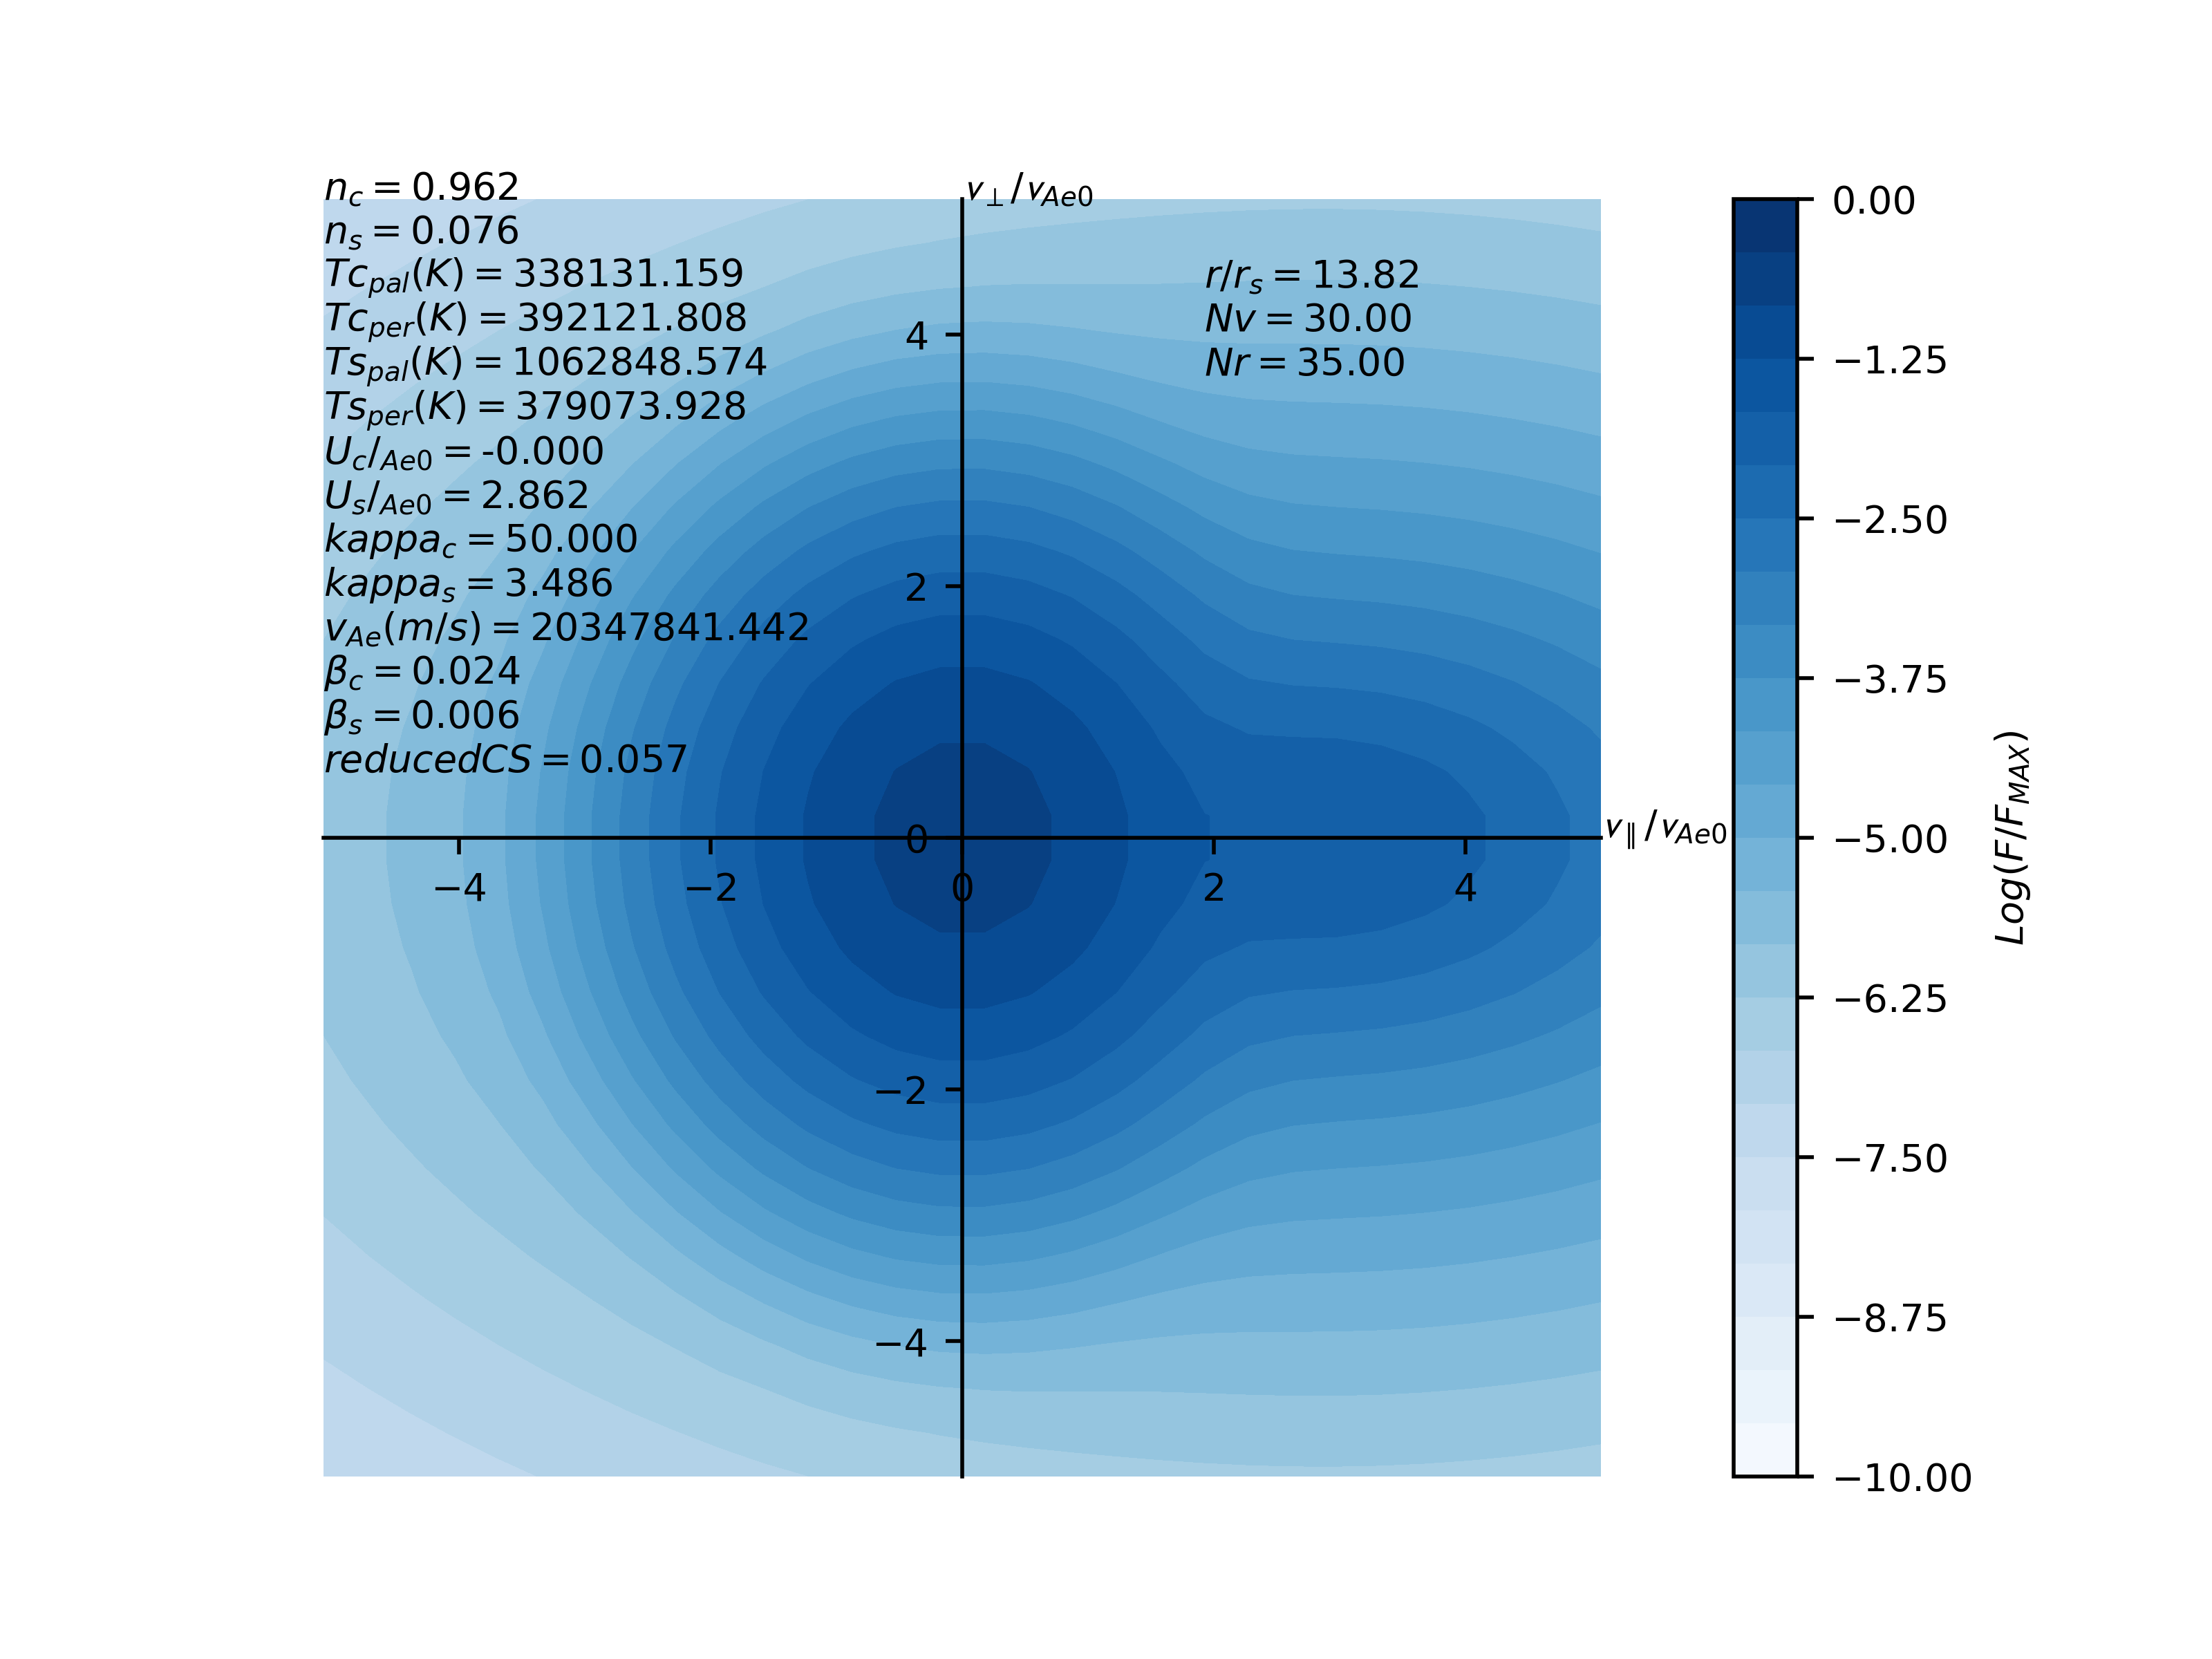 n_c = 0.962
n_s = 0.076
Tc_pal(K) = 338131.159
Tc_per(K) = 392121.808
Ts_pal(K) = 1062848.574
Ts_per(K) = 379073.928
U_c/_Ae0 = -0.000
U_s/_Ae0 = 2.862
kappa_c = 50.000
kappa_s = 3.486
v_Ae(m/s) = 20347841.442
β_c = 0.024
β_s = 0.006
reducedCS = 0.057
v_⊥/v_Ae0
r/r_s = 13.82
Nv = 30.00
Nr = 35.00
4
2
0
−2
−4
−4
−2
0
2
4
v_∥/v_Ae0
0.00
−1.25
−2.50
−3.75
−5.00
−6.25
−7.50
−8.75
−10.00
Log(F/F_MAX)